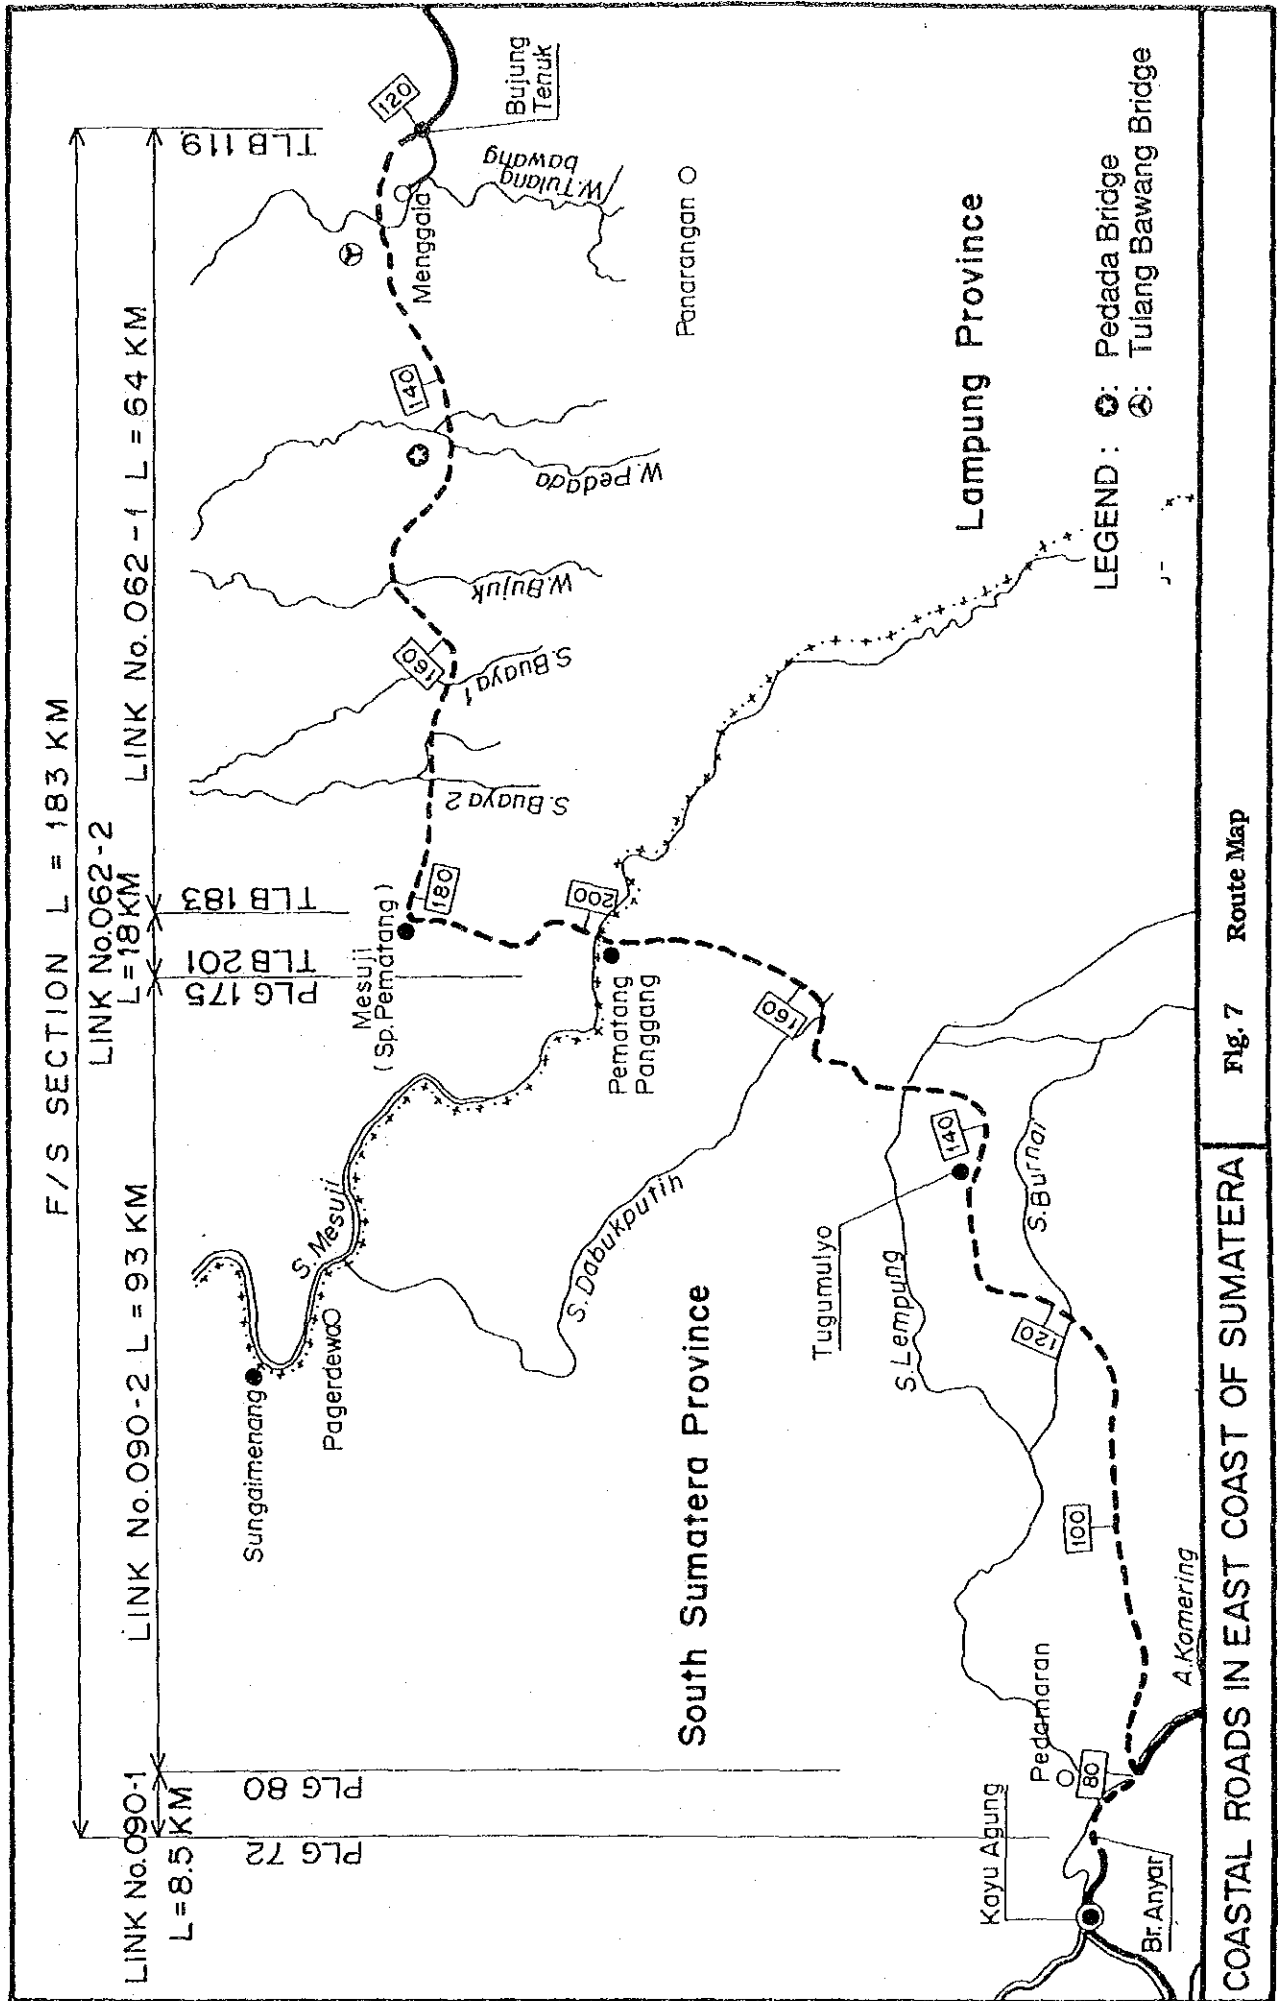 F/S SECTION L = 183 KM
LINK No.090-1
L=8.5 KM
LINK No.090-2 L = 93 KM
LINK No.062-2
L=18KM
LINK No.062-1 L = 64 KM
PLG 72
PLG 80
PLG 175
TLB 201
TLB 183
TLB 119
Sungaimenang
Pagerdewa
S.Mesuji
Mesuji
(Sp.Pematang)
180
S.Buaya 2
S.Buaya 1
160
W.Bujuk
W.Pedada
140
Menggala
W.Tulang
bawang
120
Bujung
Tenuk
Panarangan
200
Pematang
Panggang
160
S.Dabukputih
South Sumatera Province
Lampung Province
Tugumulyo
S.Lempung
140
S.Burnai
120
100
Kayu Agung
Pedamaran
80
Br.Anyar
A.Komering
LEGEND :
: Pedada Bridge
: Tulang Bawang Bridge
COASTAL ROADS IN EAST COAST OF SUMATERA
Fig. 7 Route Map